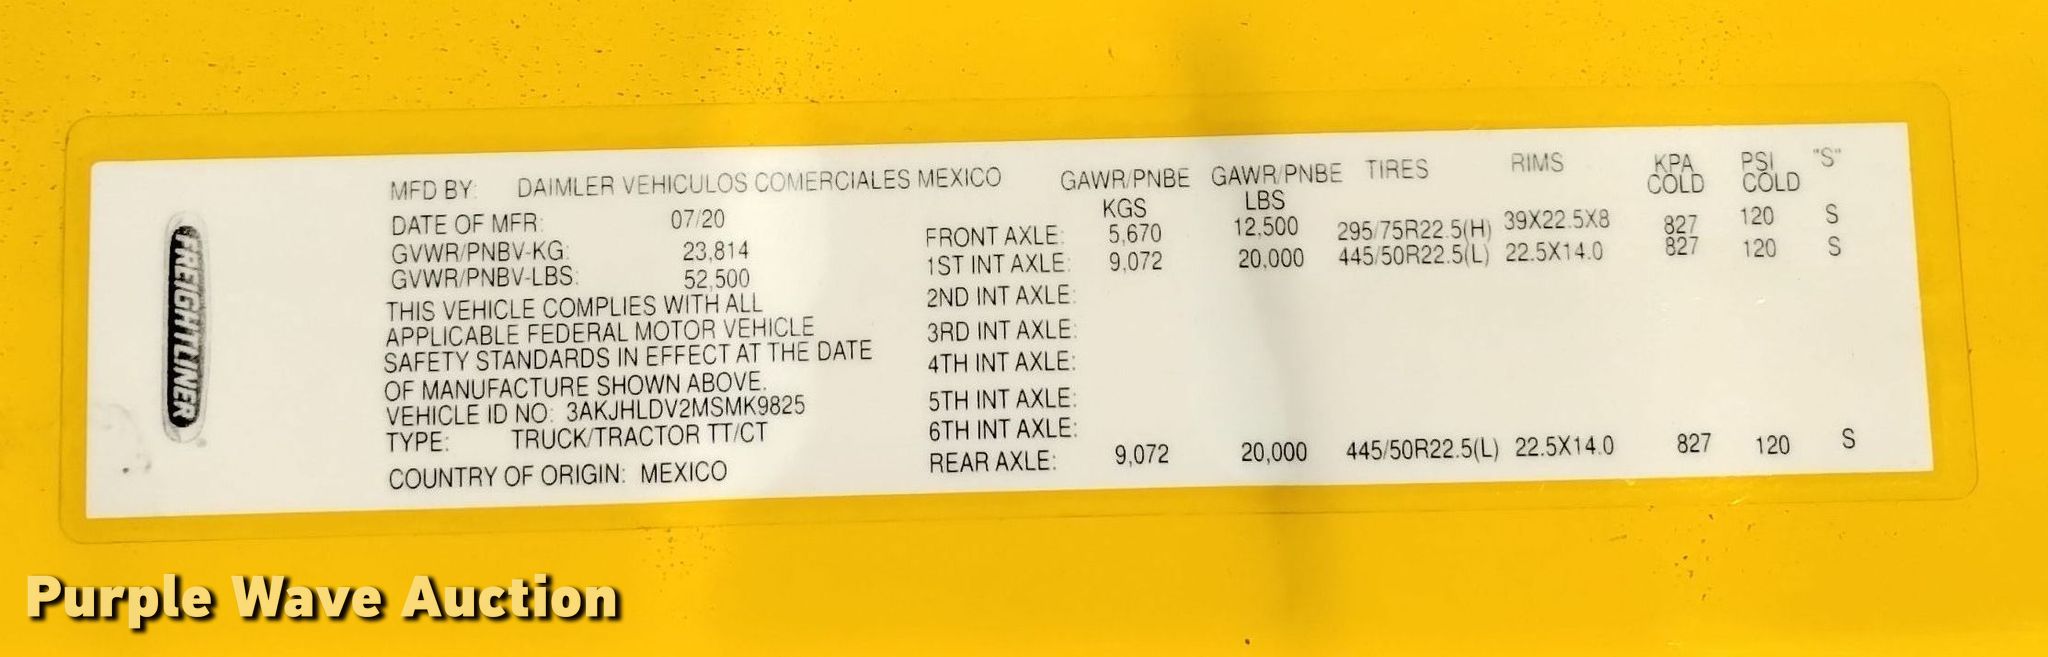 FREIGHTLINER
MFD BY: DAIMLER VEHICULOS COMERCIALES MEXICO
DATE OF MFR: 07/20
GVWR/PNBV-KG: 23,814
GVWR/PNBV-LBS: 52,500
THIS VEHICLE COMPLIES WITH ALL
APPLICABLE FEDERAL MOTOR VEHICLE
SAFETY STANDARDS IN EFFECT AT THE DATE
OF MANUFACTURE SHOWN ABOVE.
VEHICLE ID NO: 3AKJHLDV2MSMK9825
TYPE: TRUCK/TRACTOR TT/CT
COUNTRY OF ORIGIN: MEXICO
GAWR/PNBE GAWR/PNBE TIRES RIMS KPA PSI "S"
KGS LBS COLD COLD
FRONT AXLE: 5,670 12,500 295/75R22.5(H) 39X22.5X8 827 120 S
1ST INT AXLE: 9,072 20,000 445/50R22.5(L) 22.5X14.0 827 120 S
2ND INT AXLE:
3RD INT AXLE:
4TH INT AXLE:
5TH INT AXLE:
6TH INT AXLE:
REAR AXLE: 9,072 20,000 445/50R22.5(L) 22.5X14.0 827 120 S
Purple Wave Auction